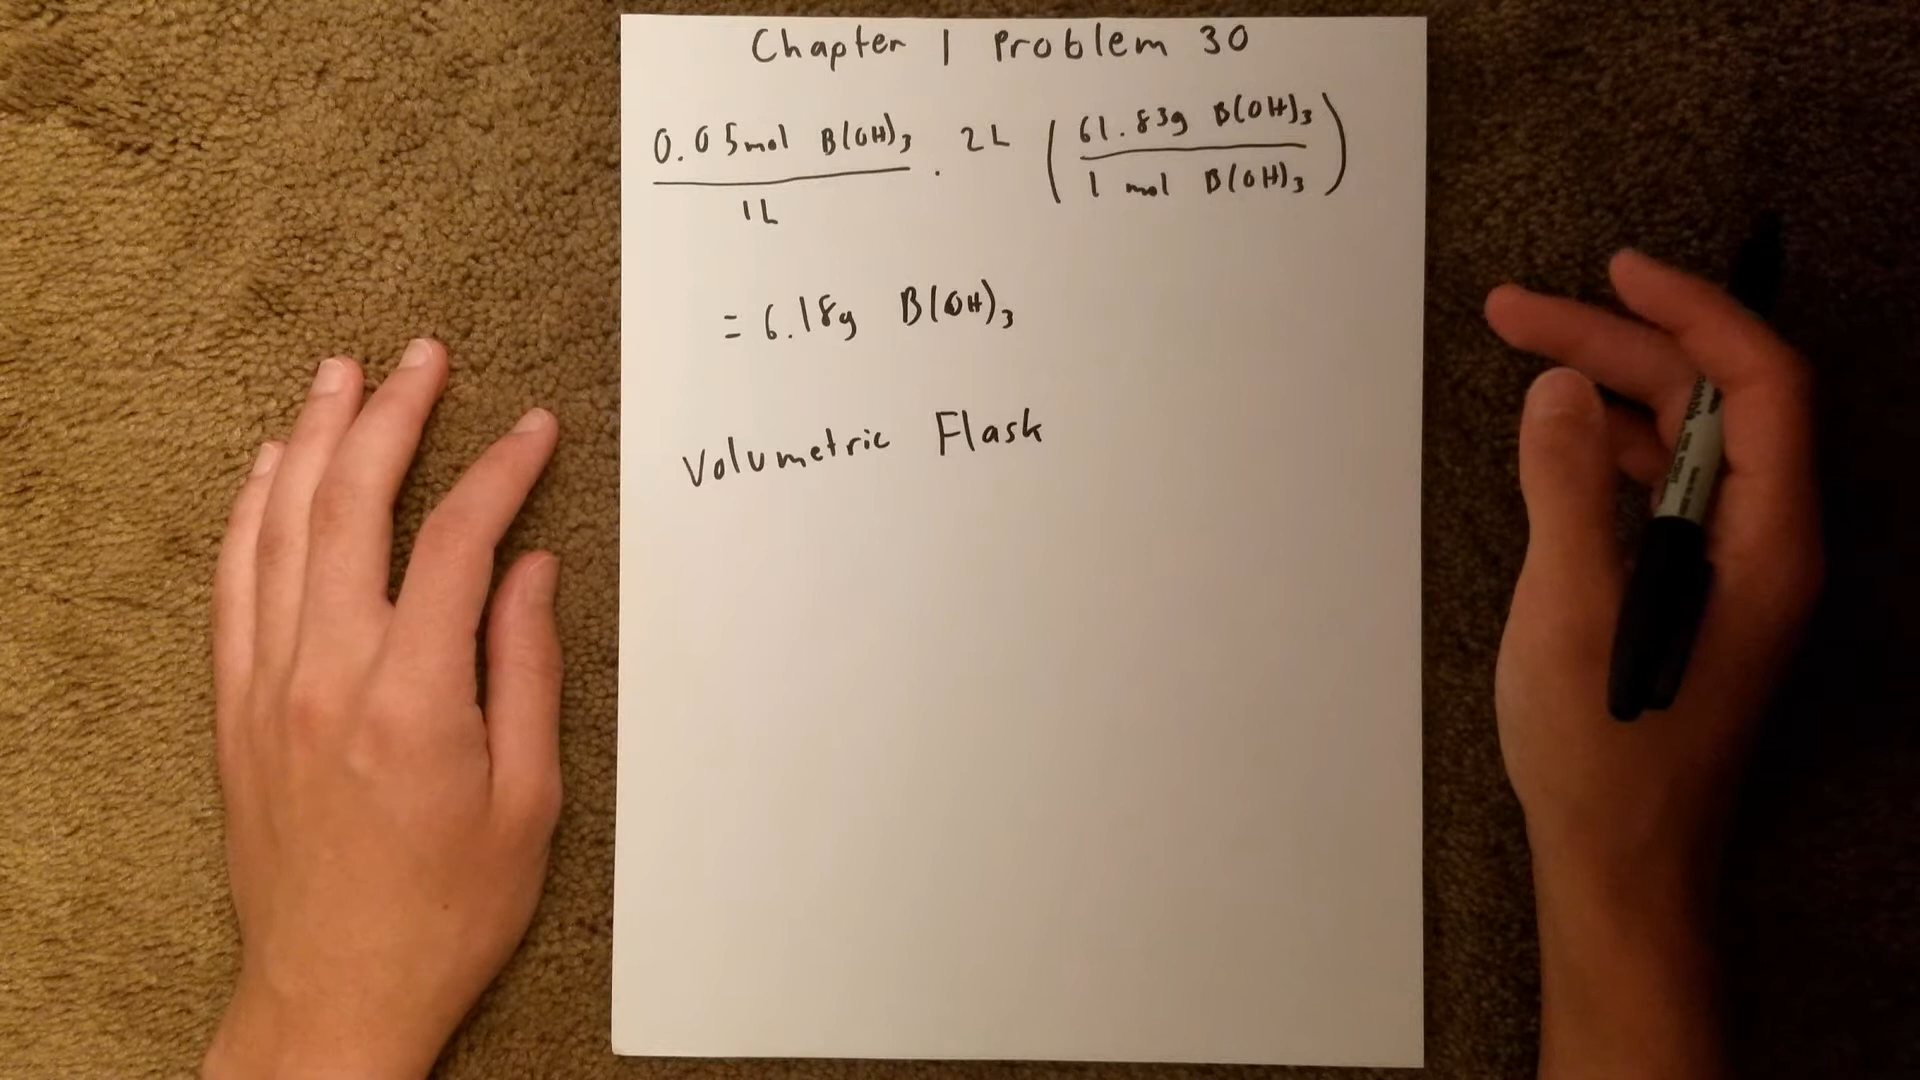 Chapter 1 Problem 30
0.05mol B(OH)₃ / 1L · 2L (61.83g B(OH)₃ / 1 mol B(OH)₃)
= 6.18g B(OH)₃
Volumetric Flask